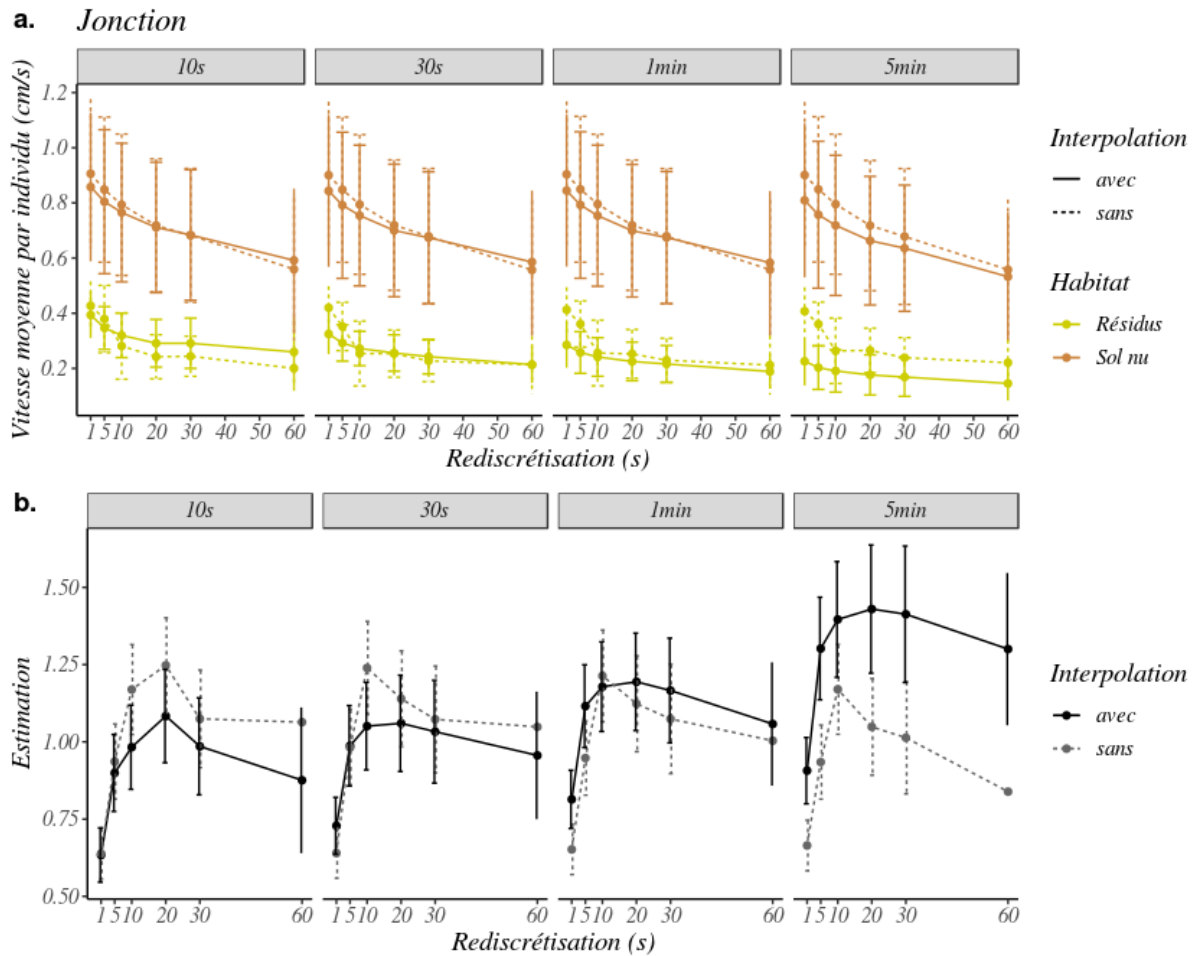 a. Jonction
10s 30s 1min 5min
Vitesse moyenne par individu (cm/s)
1.2
1.0
0.8
0.6
0.4
0.2
1 5 10 20 30 40 50 60 1 5 10 20 30 40 50 60 1 5 10 20 30 40 50 60 1 5 10 20 30 40 50 60
Rediscrétisation (s)
Interpolation
avec
sans
Habitat
Résidus
Sol nu
b.
10s 30s 1min 5min
Estimation
1.50
1.25
1.00
0.75
0.50
1 5 10 20 30 60 1 5 10 20 30 60 1 5 10 20 30 60 1 5 10 20 30 60
Rediscrétisation (s)
Interpolation
avec
sans